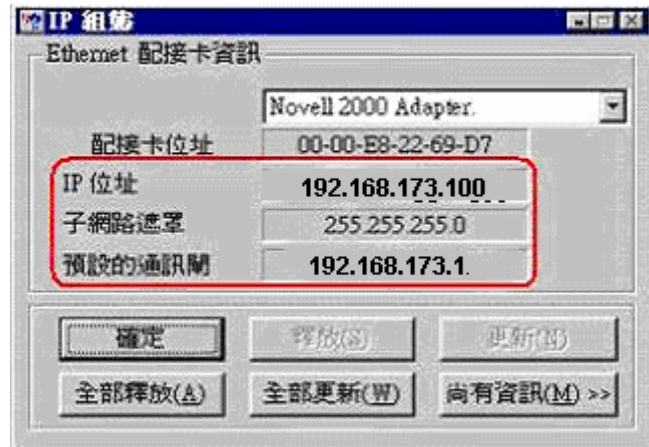 IP 組態
Ethernet 配接卡資訊
Novell 2000 Adapter.
配接卡位址 00-00-E8-22-69-D7
IP 位址 192.168.173.100
子網路遮罩 255.255.255.0
預設的通訊閘 192.168.173.1.
確定 釋放(S) 更新(N)
全部釋放(A) 全部更新(W) 尚有資訊(M) >>